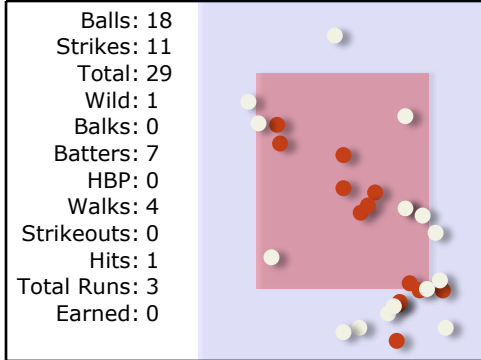 Balls: 18
Strikes: 11
Total: 29
Wild: 1
Balks: 0
Batters: 7
HBP: 0
Walks: 4
Strikeouts: 0
Hits: 1
Total Runs: 3
Earned: 0